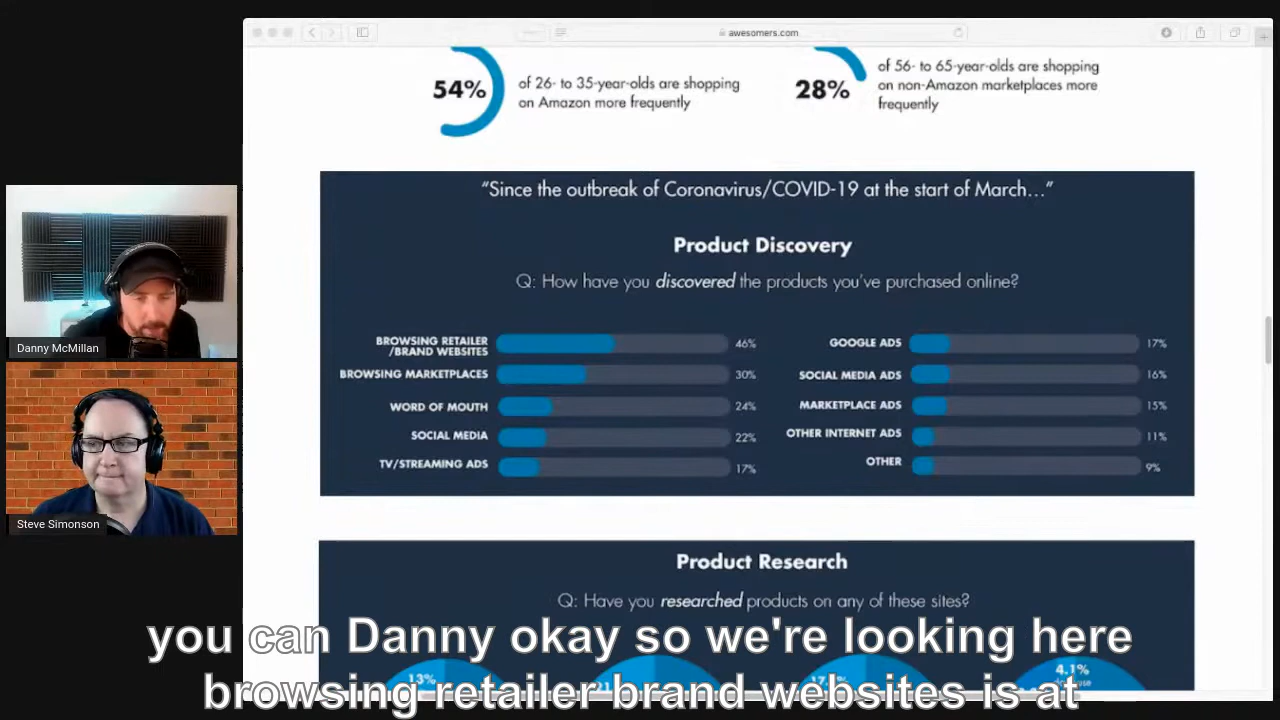 awesomers.com
54%
of 26- to 35-year-olds are shopping
on Amazon more frequently
28%
of 56- to 65-year-olds are shopping
on non-Amazon marketplaces more
frequently
“Since the outbreak of Coronavirus/COVID-19 at the start of March…”
Product Discovery
Q: How have you discovered the products you’ve purchased online?
BROWSING RETAILER
/BRAND WEBSITES
46%
BROWSING MARKETPLACES
30%
WORD OF MOUTH
24%
SOCIAL MEDIA
22%
TV/STREAMING ADS
17%
GOOGLE ADS
17%
SOCIAL MEDIA ADS
16%
MARKETPLACE ADS
15%
OTHER INTERNET ADS
11%
OTHER
9%
Product Research
Q: Have you researched products on any of these sites?
13%
4.1%
Danny McMillan
Steve Simonson
you can Danny okay so we're looking here
browsing retailer brand websites is at